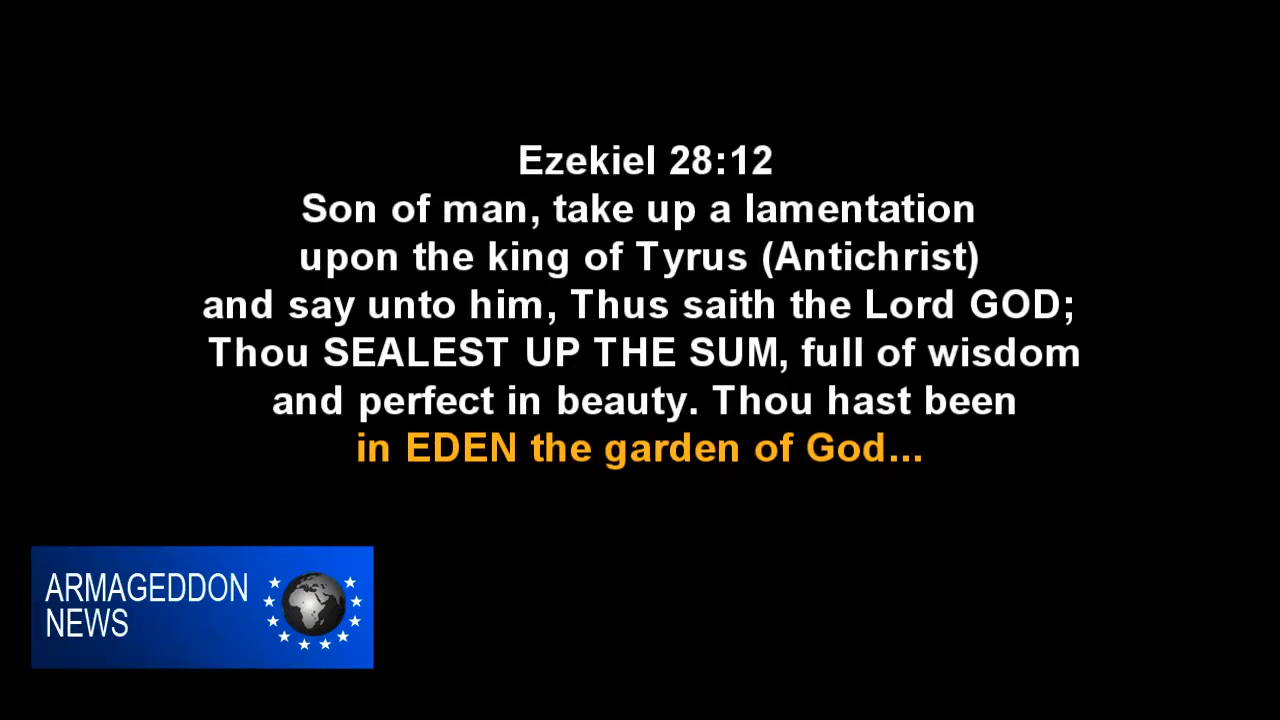 Ezekiel 28:12
Son of man, take up a lamentation
upon the king of Tyrus (Antichrist)
and say unto him, Thus saith the Lord GOD;
Thou SEALEST UP THE SUM, full of wisdom
and perfect in beauty. Thou hast been
in EDEN the garden of God...
ARMAGEDDON
NEWS